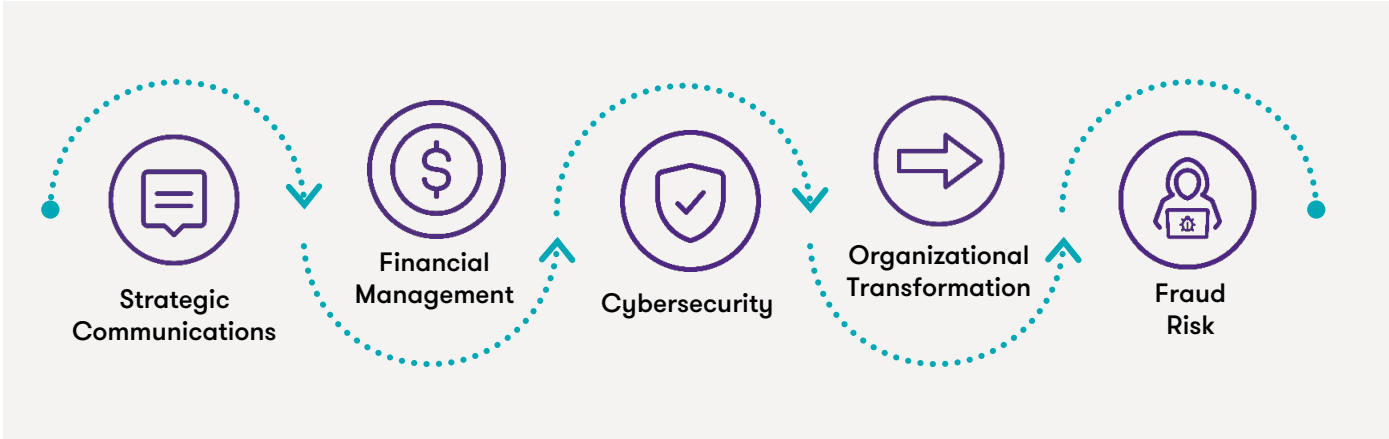 Strategic
Communications
Financial
Management
Cybersecurity
Organizational
Transformation
Fraud
Risk